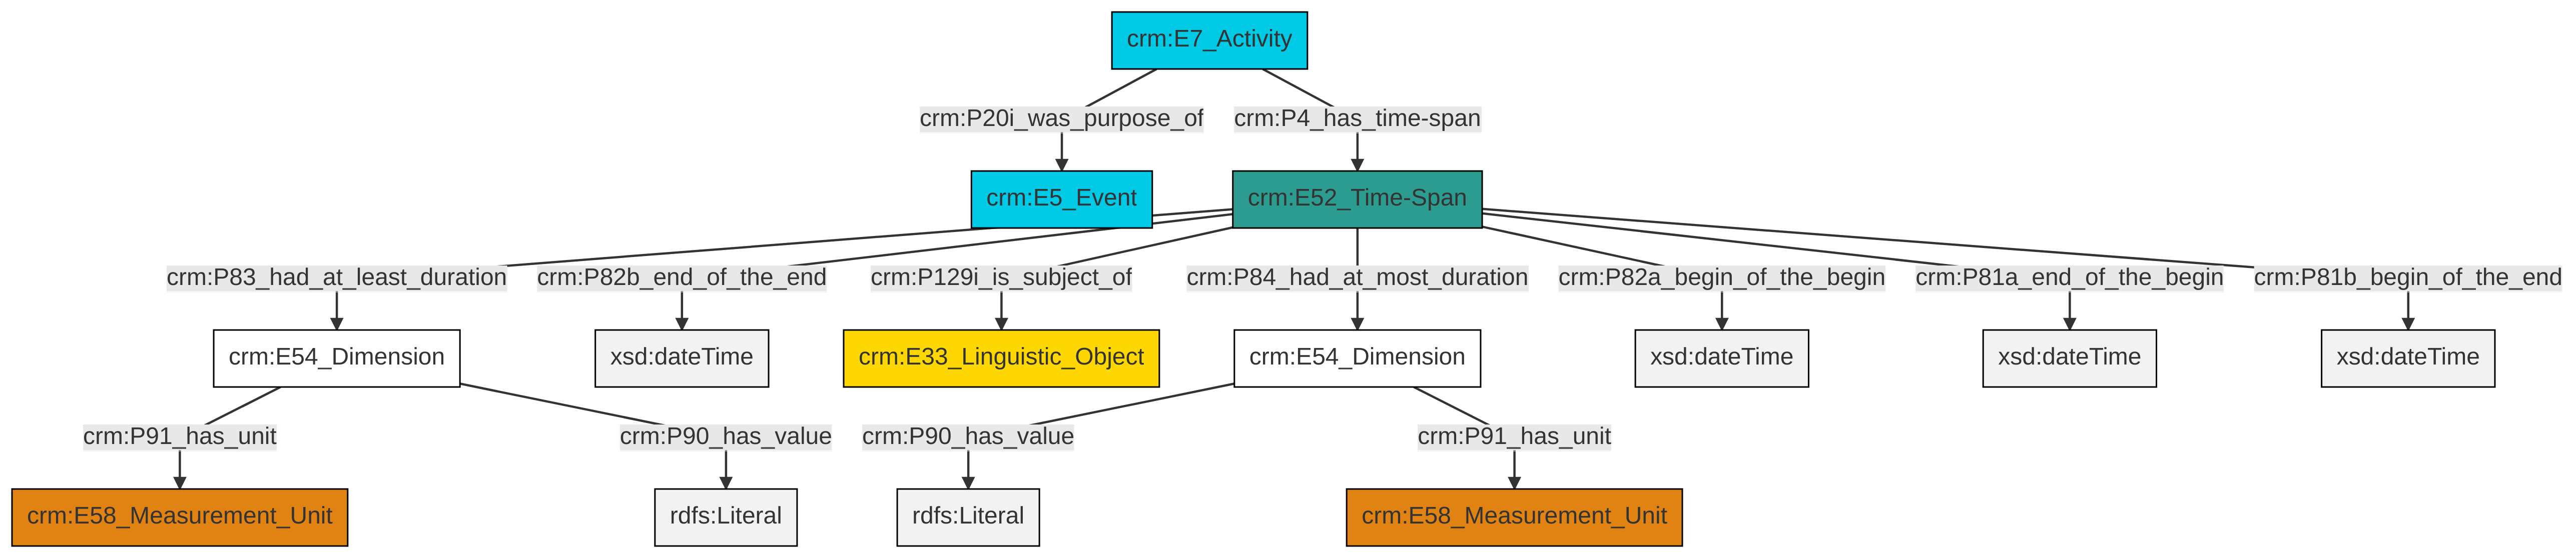 crm:E7_Activity
crm:P20i_was_purpose_of
crm:P4_has_time-span
crm:E5_Event
crm:E52_Time-Span
crm:P83_had_at_least_duration
crm:P82b_end_of_the_end
crm:P129i_is_subject_of
crm:P84_had_at_most_duration
crm:P82a_begin_of_the_begin
crm:P81a_end_of_the_begin
crm:P81b_begin_of_the_end
crm:E54_Dimension
xsd:dateTime
crm:E33_Linguistic_Object
crm:E54_Dimension
xsd:dateTime
xsd:dateTime
xsd:dateTime
crm:P91_has_unit
crm:P90_has_value
crm:P90_has_value
crm:P91_has_unit
crm:E58_Measurement_Unit
rdfs:Literal
rdfs:Literal
crm:E58_Measurement_Unit